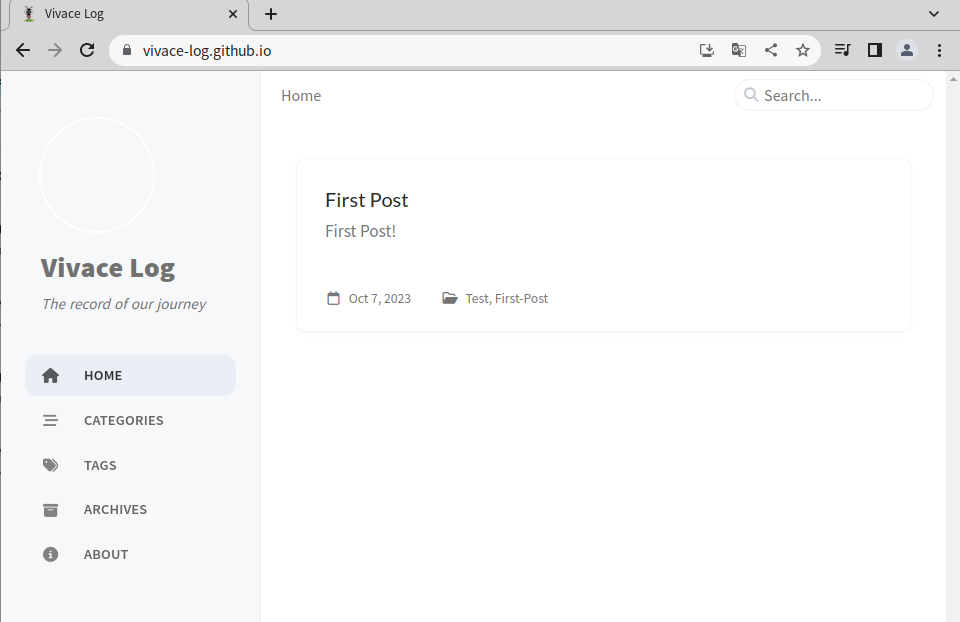 Vivace Log
vivace-log.github.io
Home
Search...
Vivace Log
The record of our journey
HOME
CATEGORIES
TAGS
ARCHIVES
ABOUT
First Post
First Post!
Oct 7, 2023 Test, First-Post